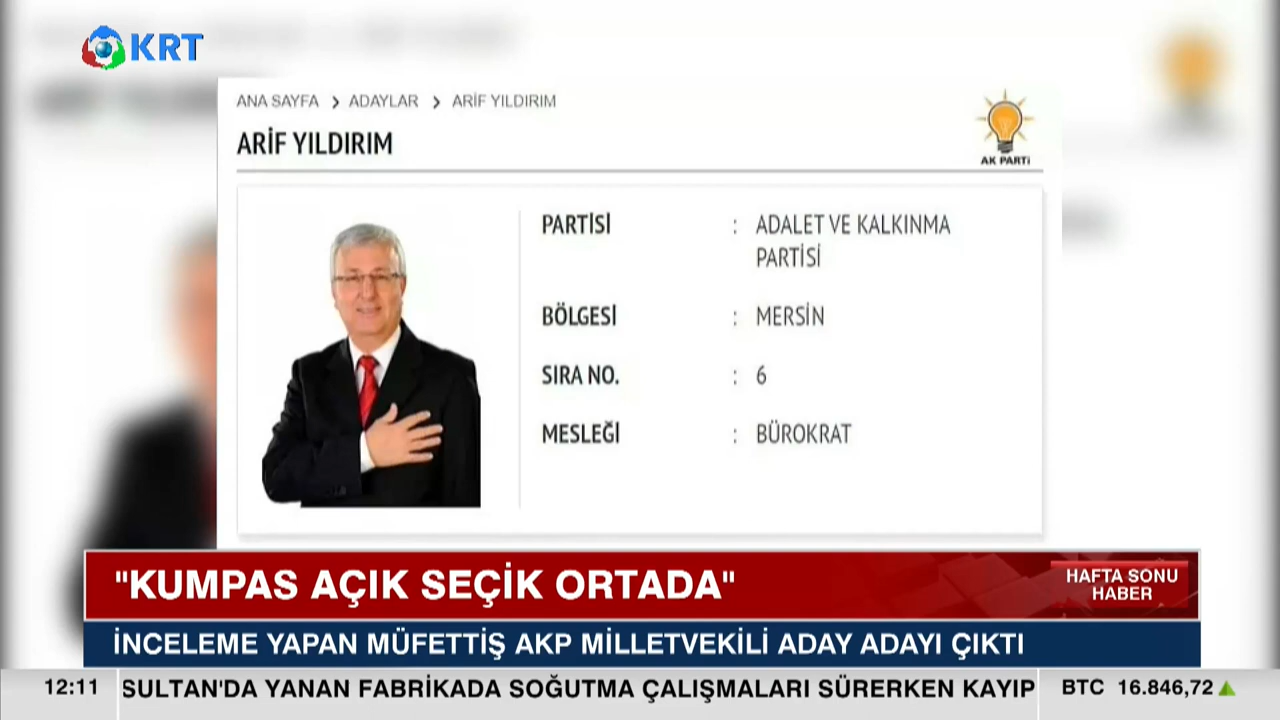 KRT
ANA SAYFA > ADAYLAR > ARİF YILDIRIM
ARİF YILDIRIM
AK PARTİ
PARTİSİ : ADALET VE KALKINMA
PARTİSİ
BÖLGESİ : MERSİN
SIRA NO. : 6
MESLEĞİ : BÜROKRAT
"KUMPAS AÇIK SEÇİK ORTADA"
HAFTA SONU
HABER
İNCELEME YAPAN MÜFETTİŞ AKP MİLLETVEKİLİ ADAY ADAYI ÇIKTI
12:11 SULTAN'DA YANAN FABRİKADA SOĞUTMA ÇALIŞMALARI SÜRERKEN KAYIP BTC 16.846,72